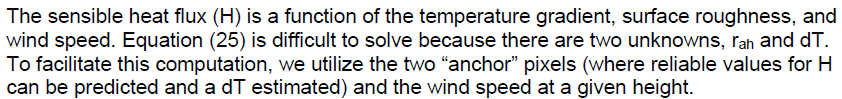 The sensible heat flux (H) is a function of the temperature gradient, surface roughness, and
wind speed. Equation (25) is difficult to solve because there are two unknowns, rah and dT.
To facilitate this computation, we utilize the two “anchor” pixels (where reliable values for H
can be predicted and a dT estimated) and the wind speed at a given height.